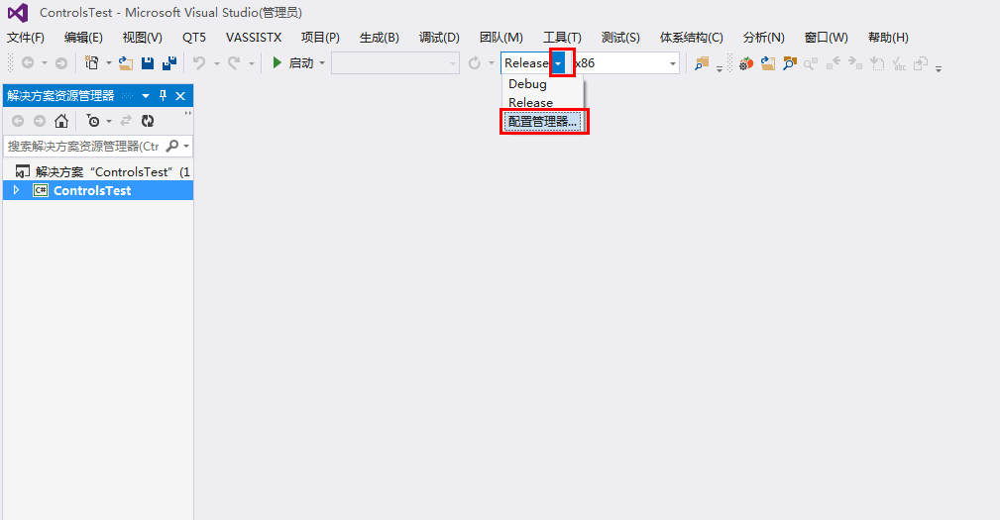 ControlsTest - Microsoft Visual Studio(管理员)
文件(F) 编辑(E) 视图(V) QT5 VASSISTX 项目(P) 生成(B) 调试(D) 团队(M) 工具(T) 测试(S) 体系结构(C) 分析(N) 窗口(W) 帮助(H)
启动 Release x86
Debug
Release
配置管理器...
解决方案资源管理器
搜索解决方案资源管理器(Ctr
解决方案“ControlsTest”(1
C# ControlsTest